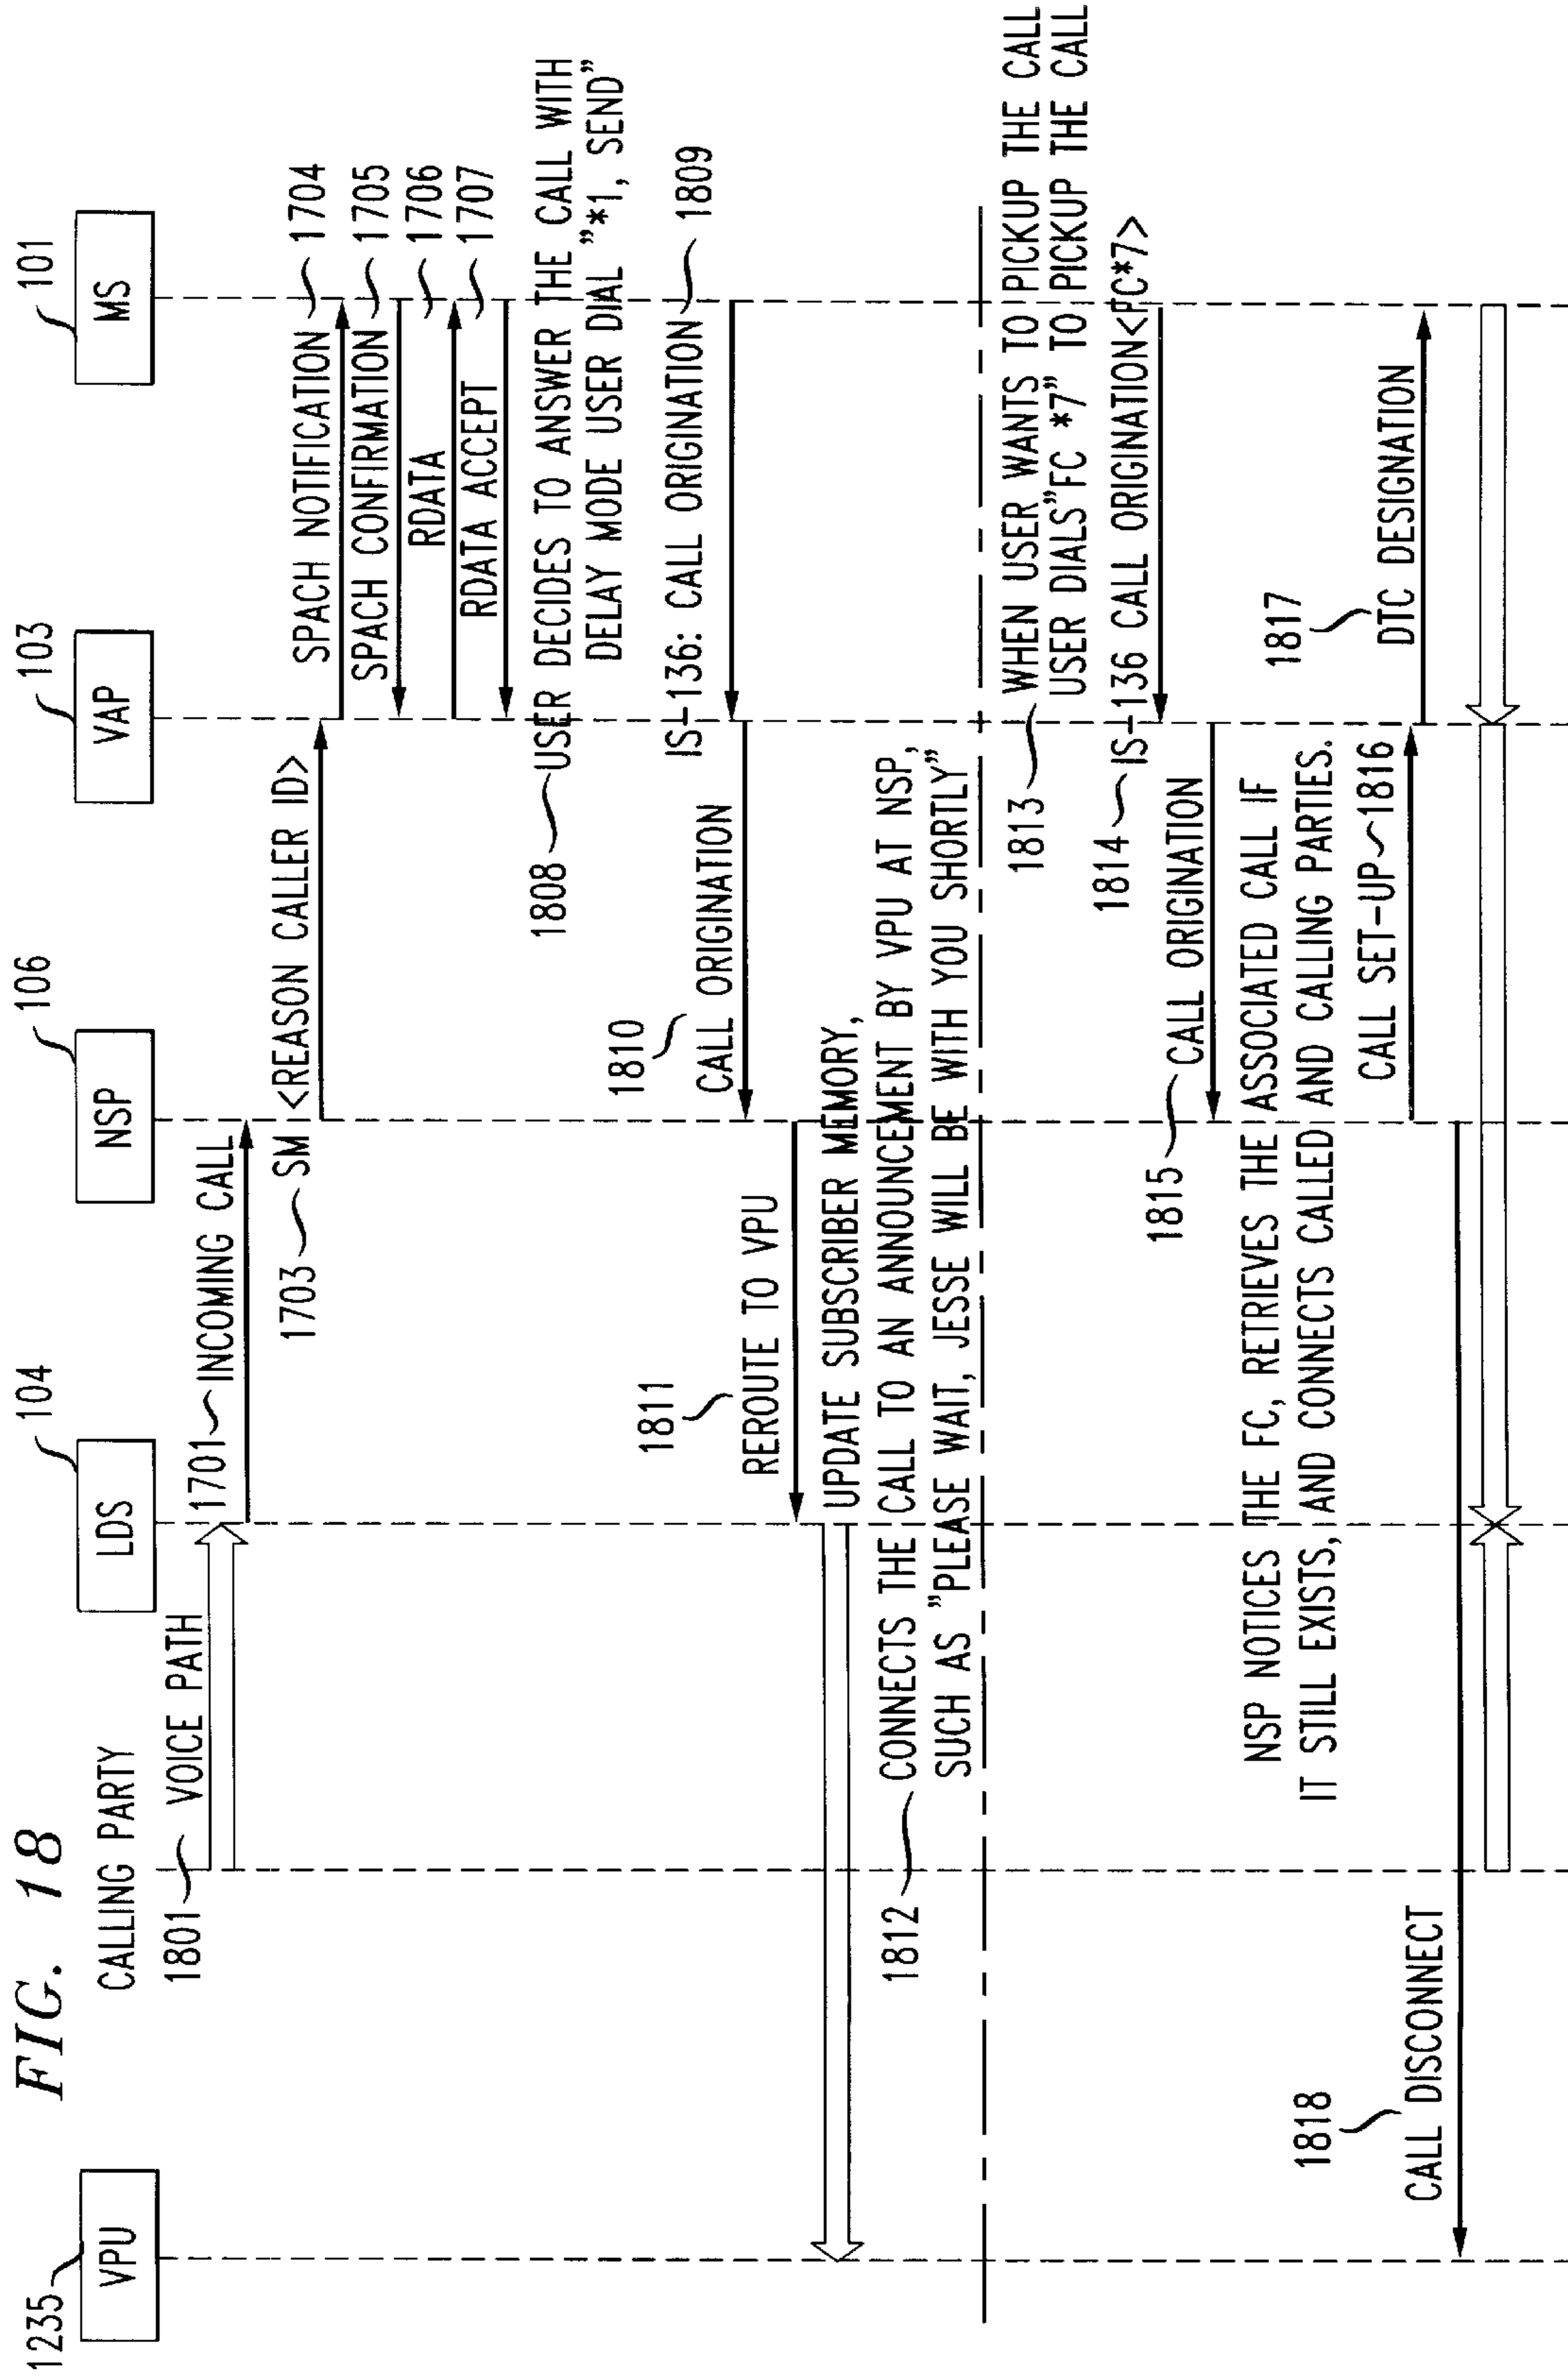 FIG. 18
1235
VPU
CALLING PARTY
104
LDS
106
NSP
103
VAP
101
MS
1801
VOICE PATH
1701
INCOMING CALL
1703
SM <REASON CALLER ID>
SPACH NOTIFICATION
1704
SPACH CONFIRMATION
1705
RDATA
1706
RDATA ACCEPT
1707
1808
USER DECIDES TO ANSWER THE CALL WITH
DELAY MODE USER DIAL "*1, SEND"
IS-136: CALL ORIGINATION
1809
1810
CALL ORIGINATION
1811
REROUTE TO VPU
UPDATE SUBSCRIBER MEMORY,
1812
CONNECTS THE CALL TO AN ANNOUNCEMENT BY VPU AT NSP,
SUCH AS "PLEASE WAIT, JESSE WILL BE WITH YOU SHORTLY"
1813
WHEN USER WANTS TO PICKUP THE CALL
USER DIALS"FC *7" TO PICKUP THE CALL
1814
IS-136 CALL ORIGINATION<FC*7>
1815
CALL ORIGINATION
NSP NOTICES THE FC, RETRIEVES THE ASSOCIATED CALL IF
IT STILL EXISTS, AND CONNECTS CALLED AND CALLING PARTIES.
CALL SET-UP
1816
1817
DTC DESIGNATION
1818
CALL DISCONNECT